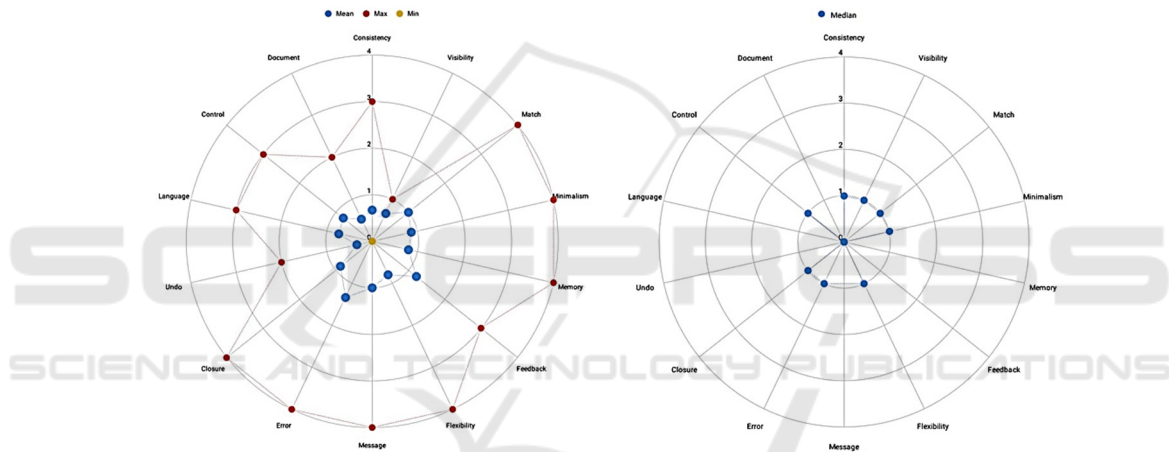 Mean Max Min
Consistency
4
Document
Visibility
3
Control
Match
2
1
Language
Minimalism
0
Undo
Memory
Closure
Feedback
Error
Flexibility
Message
Median
Consistency
4
Document
Visibility
3
Control
Match
2
1
Language
Minimalism
0
Undo
Memory
Closure
Feedback
Error
Flexibility
Message
SCITEPRESS
SCIENCE AND TECHNOLOGY PUBLICATIONS